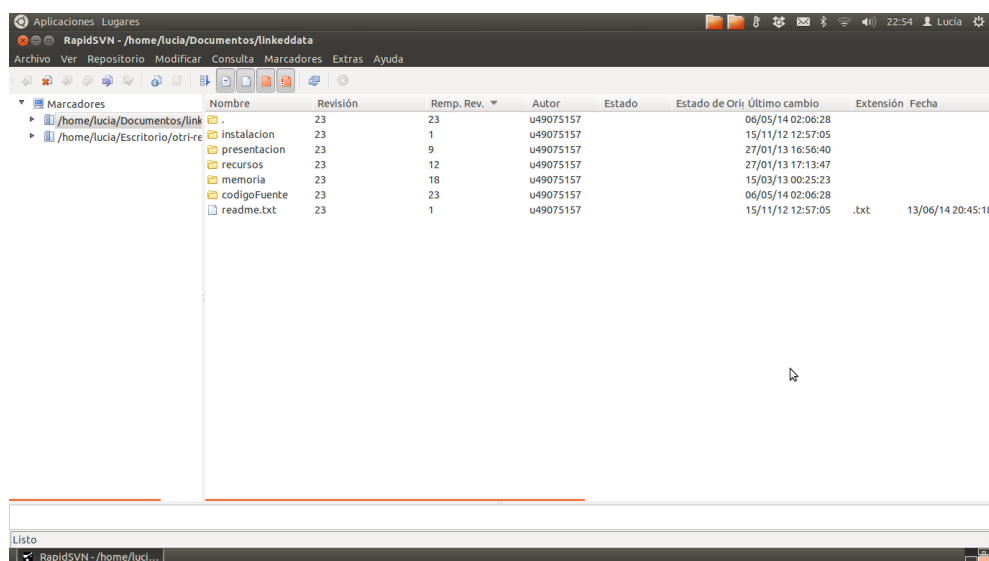 Aplicaciones Lugares 22:54 Lucía
RapidSVN - /home/lucia/Documentos/linkeddata
Archivo Ver Repositorio Modificar Consulta Marcadores Extras Ayuda
Marcadores
/home/lucia/Documentos/link
/home/lucia/Escritorio/otri-re
Nombre Revisión Remp. Rev. Autor Estado Estado de Orig Último cambio Extensión Fecha
. 23 23 u49075157 06/05/14 02:06:28
instalacion 23 1 u49075157 15/11/12 12:57:05
presentacion 23 9 u49075157 27/01/13 16:56:40
recursos 23 12 u49075157 27/01/13 17:13:47
memoria 23 18 u49075157 15/03/13 00:25:23
codigoFuente 23 23 u49075157 06/05/14 02:06:28
readme.txt 23 1 u49075157 15/11/12 12:57:05 .txt 13/06/14 20:45:18
Listo
RapidSVN - /home/luci...